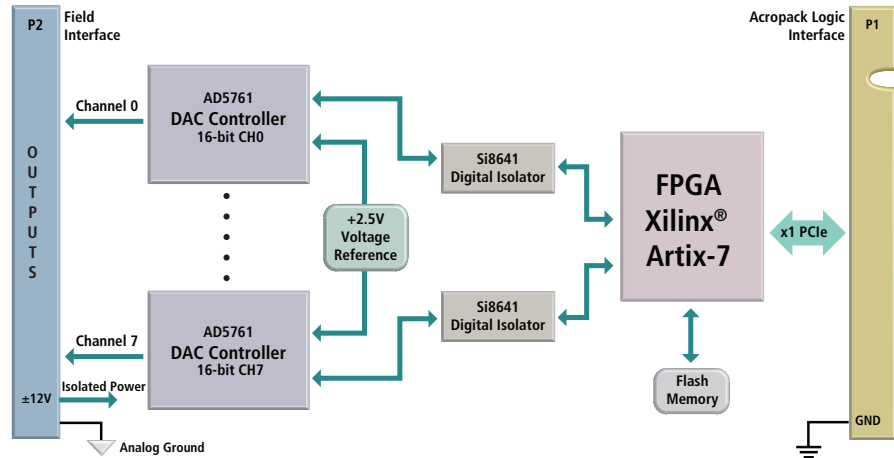 P2
Field
Interface
Acropack Logic
Interface
P1
AD5761
DAC Controller
16-bit CH0
Channel 0
Si8641
Digital Isolator
FPGA
Xilinx®
Artix-7
x1 PCIe
OUTPUTS
+2.5V
Voltage
Reference
AD5761
DAC Controller
16-bit CH7
Channel 7
Si8641
Digital Isolator
Isolated Power
±12V
Flash
Memory
GND
Analog Ground